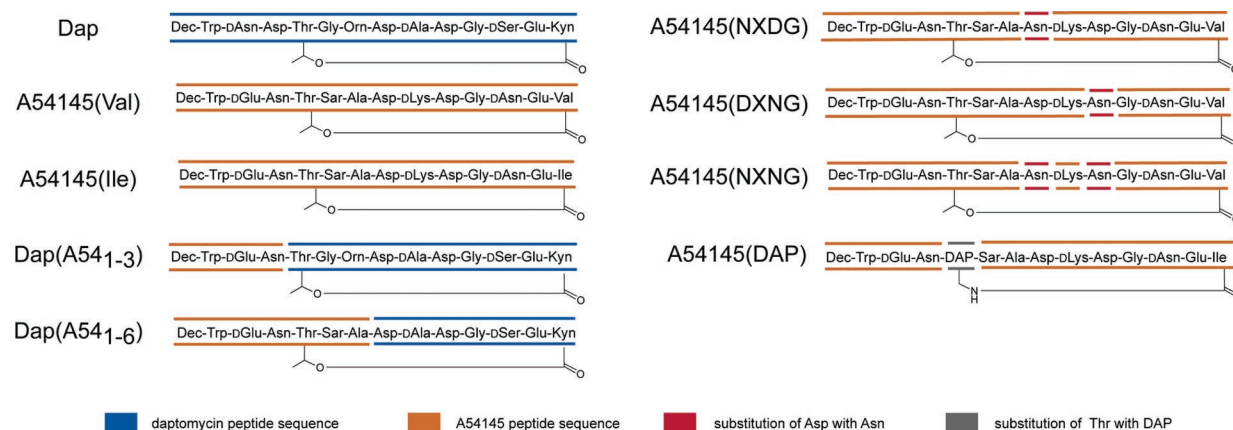 Dap
Dec-Trp-DAsn-Asp-Thr-Gly-Orn-Asp-DAla-Asp-Gly-DSer-Glu-Kyn
O
O
A54145(Val)
Dec-Trp-DGlu-Asn-Thr-Sar-Ala-Asp-DLys-Asp-Gly-DAsn-Glu-Val
O
O
A54145(Ile)
Dec-Trp-DGlu-Asn-Thr-Sar-Ala-Asp-DLys-Asp-Gly-DAsn-Glu-Ile
O
O
Dap(A541-3)
Dec-Trp-DGlu-Asn-Thr-Gly-Orn-Asp-DAla-Asp-Gly-DSer-Glu-Kyn
O
O
Dap(A541-6)
Dec-Trp-DGlu-Asn-Thr-Sar-Ala-Asp-DAla-Asp-Gly-DSer-Glu-Kyn
O
O
A54145(NXDG)
Dec-Trp-DGlu-Asn-Thr-Sar-Ala-Asn-DLys-Asp-Gly-DAsn-Glu-Val
O
O
A54145(DXNG)
Dec-Trp-DGlu-Asn-Thr-Sar-Ala-Asp-DLys-Asn-Gly-DAsn-Glu-Val
O
O
A54145(NXNG)
Dec-Trp-DGlu-Asn-Thr-Sar-Ala-Asn-DLys-Asn-Gly-DAsn-Glu-Val
O
O
A54145(DAP)
Dec-Trp-DGlu-Asn-DAP-Sar-Ala-Asp-DLys-Asp-Gly-DAsn-Glu-Ile
N
H
O
daptomycin peptide sequence
A54145 peptide sequence
substitution of Asp with Asn
substitution of Thr with DAP